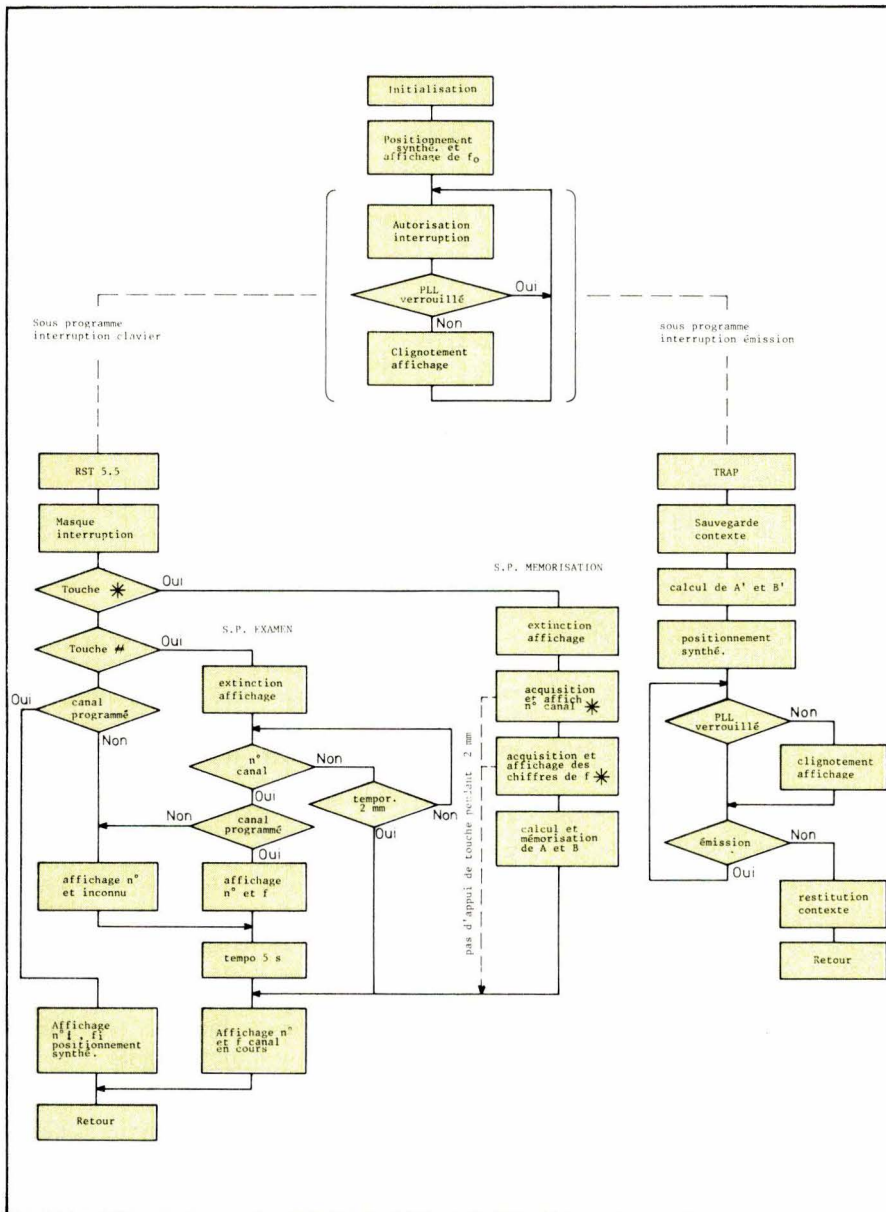 Initialisation
Positionnement
synthé. et
affichage de fo
Autorisation
interruption
PLL
verrouillé
Oui
Non
Clignotement
affichage
Sous programme
interruption clavier
sous programme
interruption émission
RST 5.5
Masque
interruption
Touche *
Oui
Touche #
Oui
canal
programmé
Oui
Non
S.P. EXAMEN
extinction
affichage
n°
canal
Non
Oui
tempor.
2 mm
Non
Oui
canal
programmé
Non
Oui
affichage n°
et inconnu
affichage
n° et f
tempo 5 s
Affichage
n°i , fi
positionnement
synthé.
Affichage n°
et f canal
en cours
Retour
S.P. MEMORISATION
extinction
affichage
acquisition
et affich
n° canal *
acquisition et
affichage des
chiffres de f *
calcul et
mémorisation
de A et B
pas d'appui de touche pendant 2 mm
TRAP
Sauvegarde
contexte
calcul de A' et B'
positionnement
synthé.
PLL
verrouillé
Non
clignotement
affichage
émission
Non
Oui
restitution
contexte
Retour